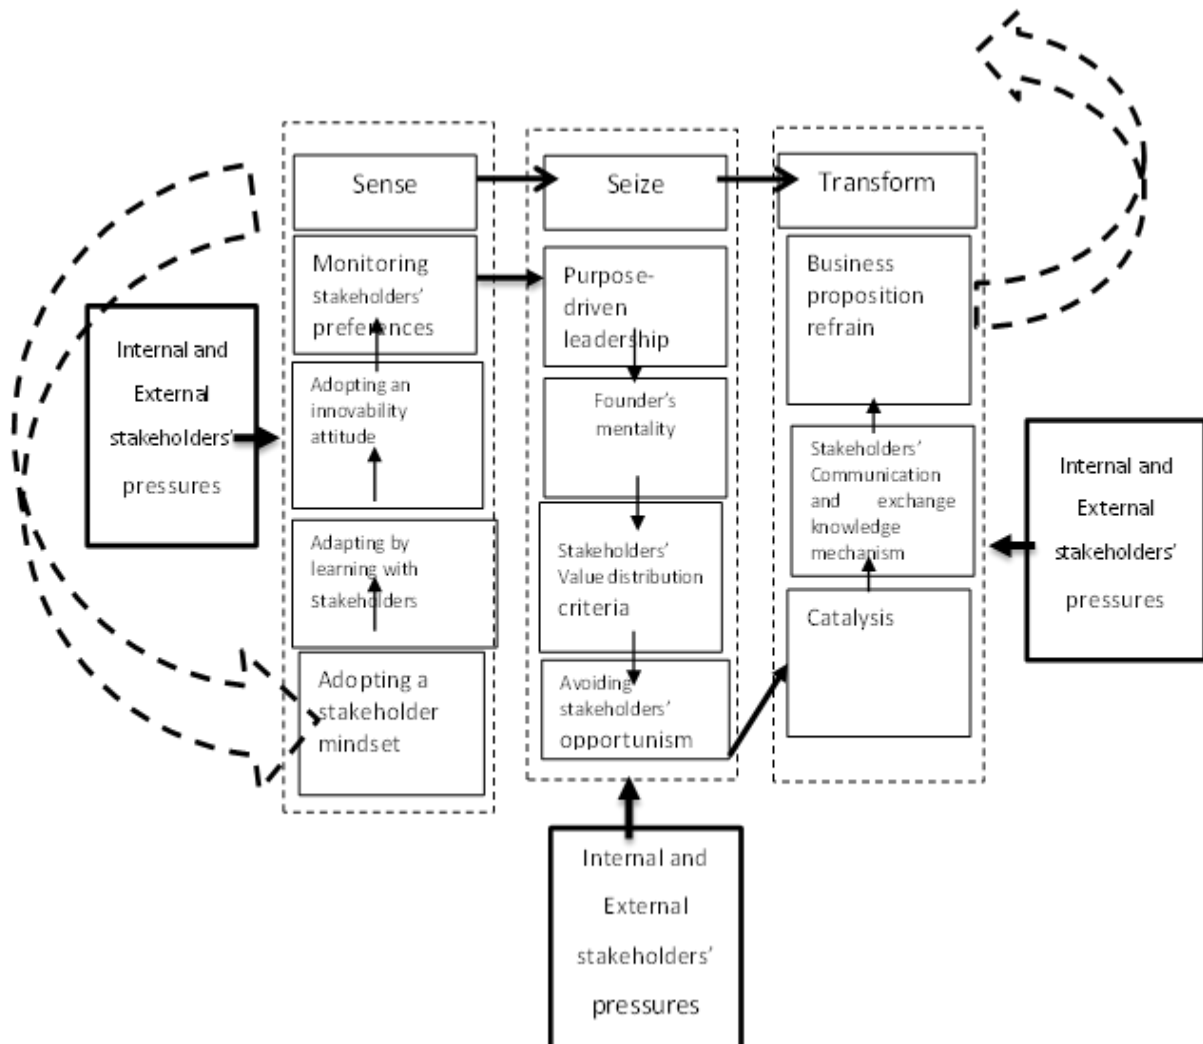 Sense
Seize
Transform
Monitoring
Stakeholders'
preferences
Adopting an
innovability
attitude
Adapting by
learning with
Stakeholders
Adopting a
stakeholder
mindset
Purpose-
driven
leadership
Founder's
mentality
Stakeholders'
Value distribution
criteria
Avoiding
stakeholders'
opportunism
Business
proposition
refrain
Stakeholders'
Communication
and exchange
knowledge
mechanism
Catalysis
Internal and
External
stakeholders'
pressures
Internal and
External
stakeholders'
pressures
Internal and
External
stakeholders'
pressures